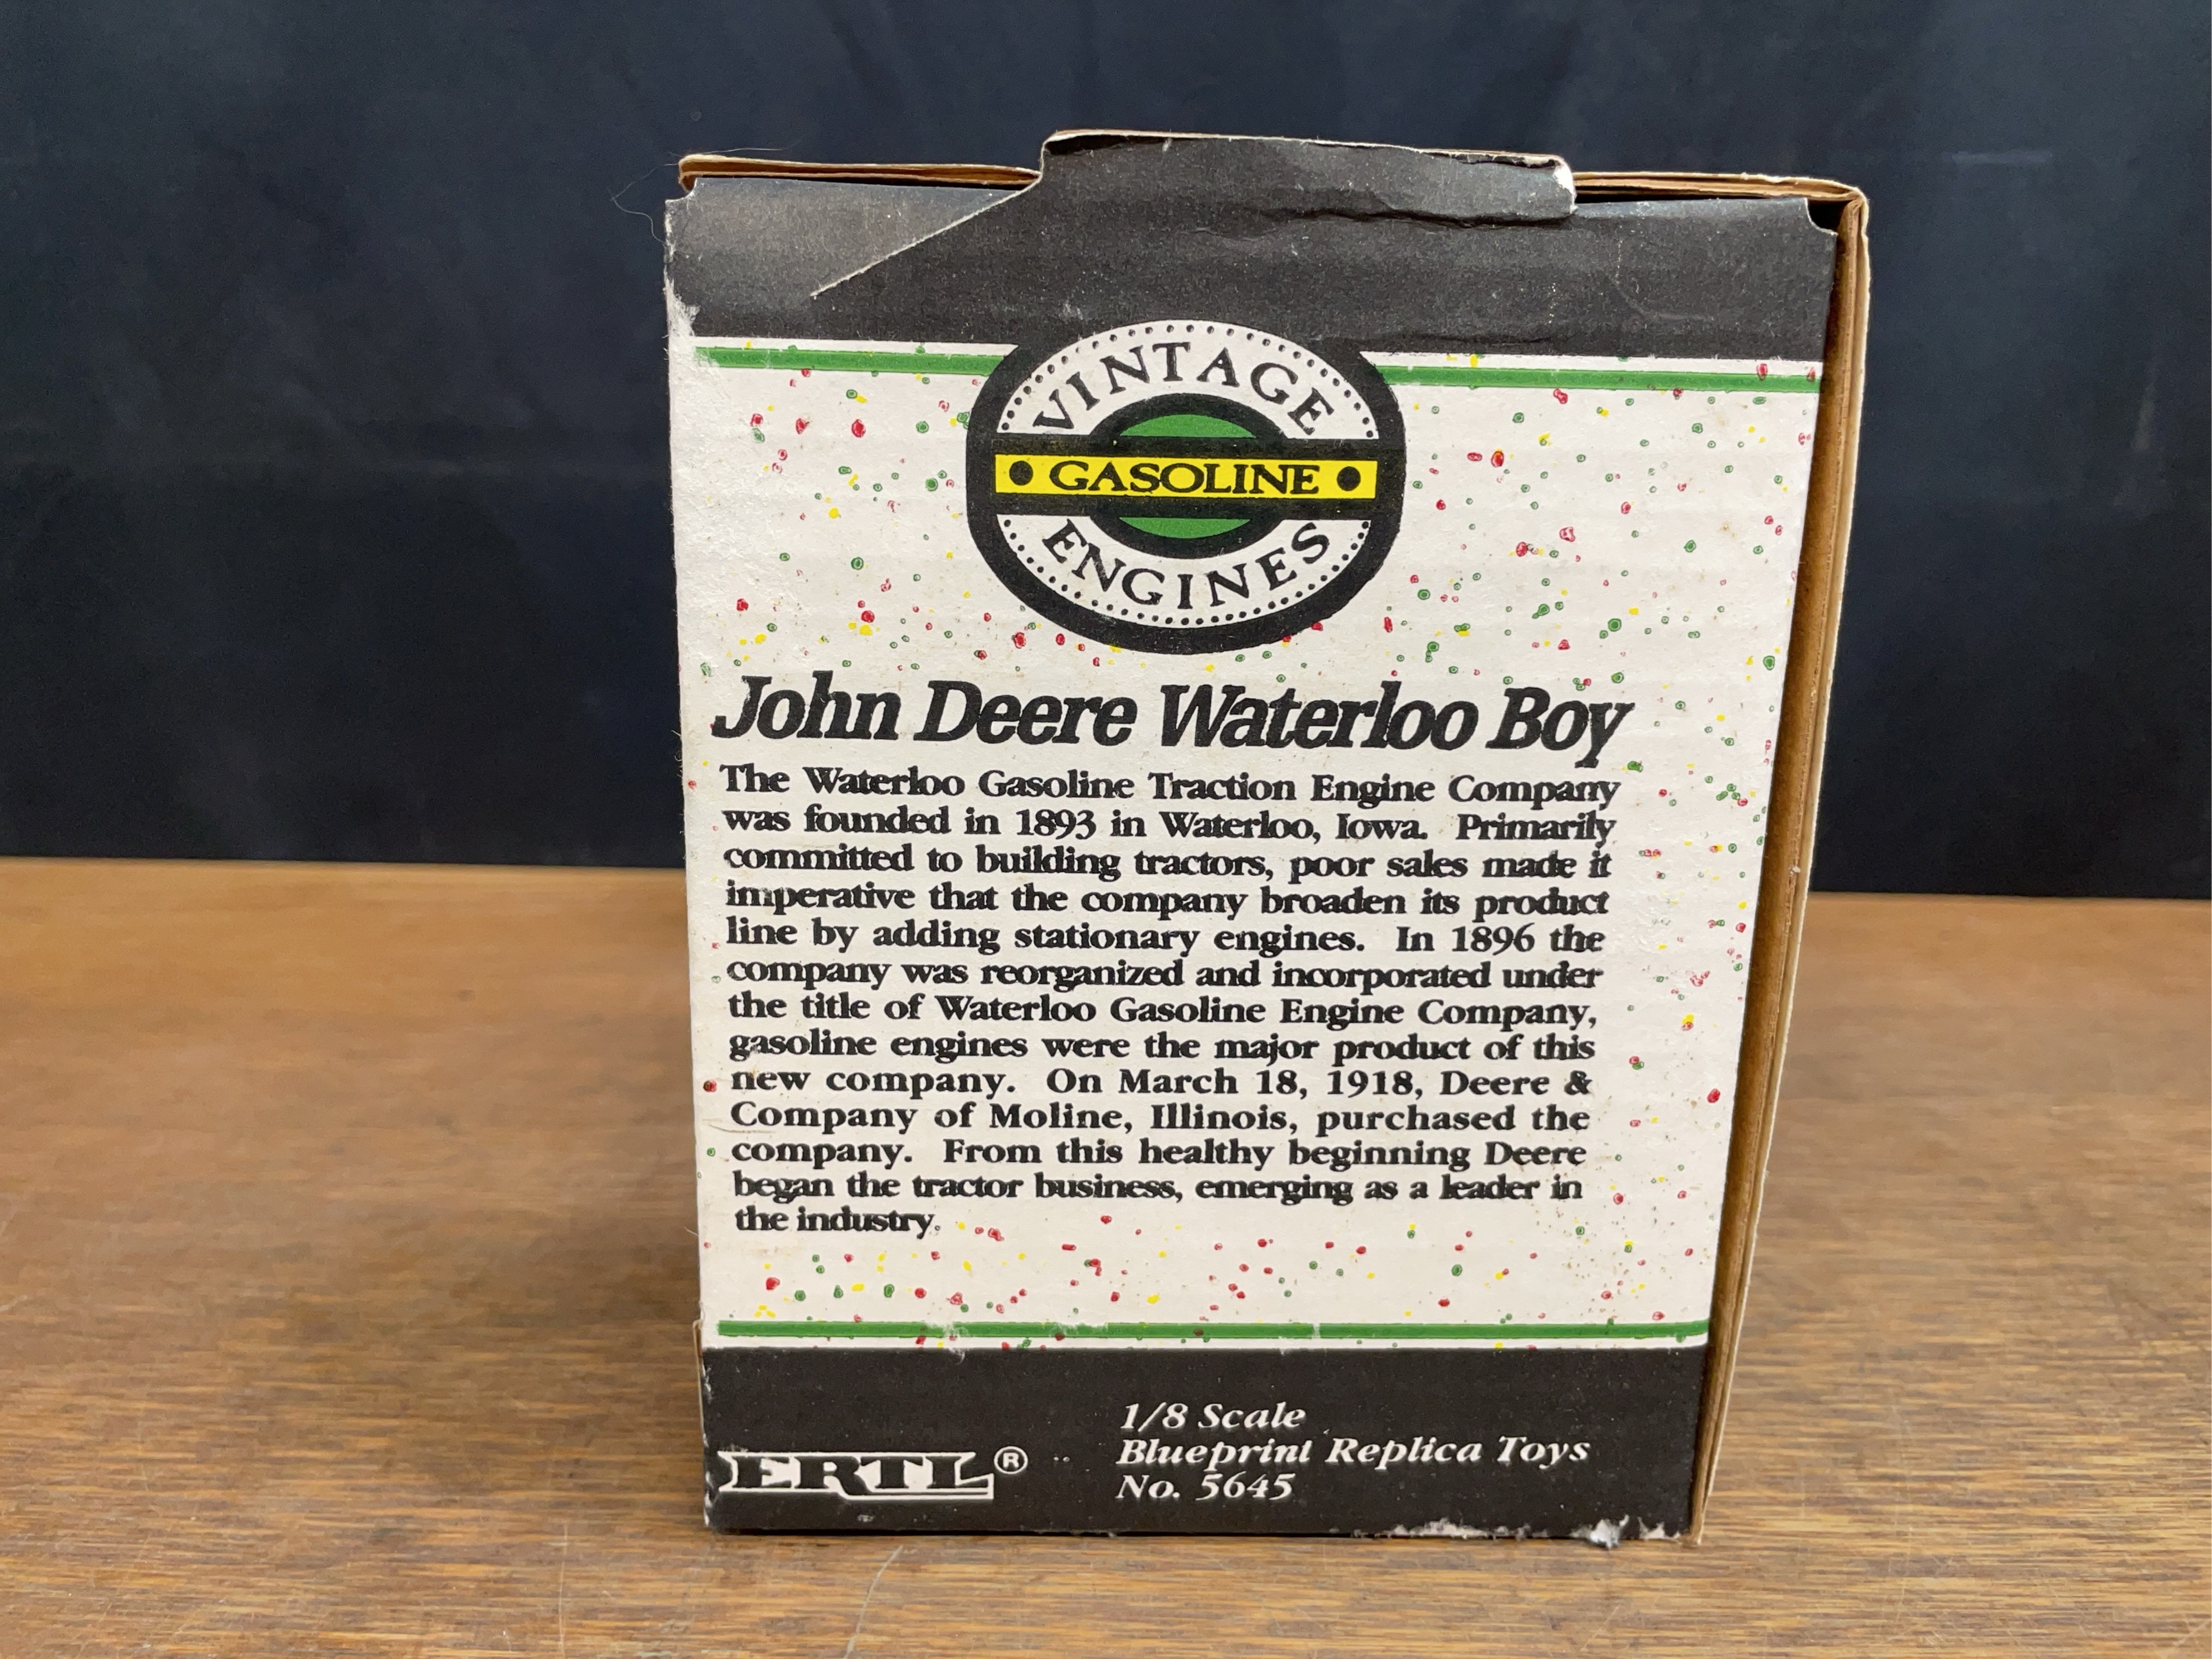 VINTAGE
• GASOLINE •
ENGINES
John Deere Waterloo Boy
The Waterloo Gasoline Traction Engine Company
was founded in 1893 in Waterloo, Iowa. Primarily
committed to building tractors, poor sales made it
imperative that the company broaden its product
line by adding stationary engines. In 1896 the
company was reorganized and incorporated under
the title of Waterloo Gasoline Engine Company,
gasoline engines were the major product of this
new company. On March 18, 1918, Deere &
Company of Moline, Illinois, purchased the
company. From this healthy beginning Deere
began the tractor business, emerging as a leader in
the industry.
1/8 Scale
Blueprint Replica Toys
No. 5645
ERTL®